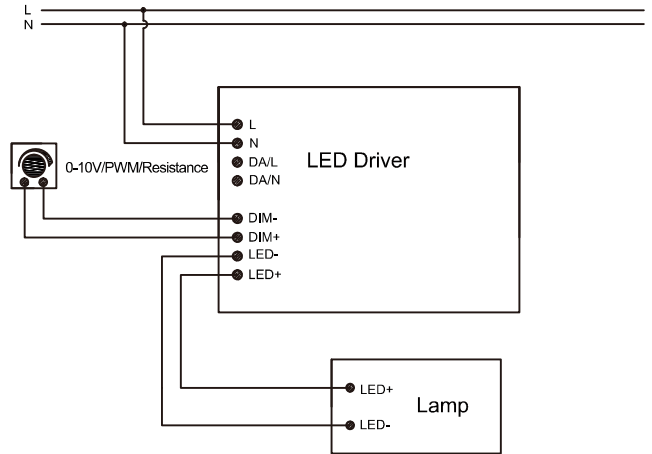 L
N
0-10V/PWM/Resistance
L
N
DA/L
DA/N
DIM-
DIM+
LED-
LED+
LED Driver
LED+
LED-
Lamp